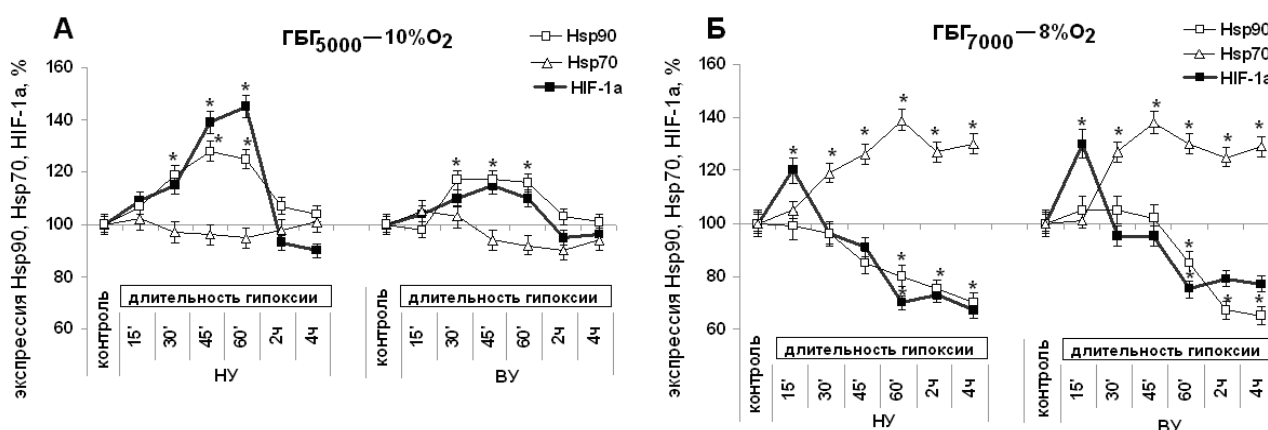 А
ГБГ5000—10%O2
Hsp90
Hsp70
HIF-1a
экспрессия Hsp90, Hsp70, HIF-1a, %
160
140
120
100
80
60
* * * * * * * *
контроль
длительность гипоксии
15'
30'
45'
60'
2ч
4ч
НУ
контроль
длительность гипоксии
15'
30'
45'
60'
2ч
4ч
ВУ
Б
ГБГ7000—8%O2
Hsp90
Hsp70
HIF-1a
экспрессия Hsp90, Hsp70, HIF-1a, %
160
140
120
100
80
60
контроль
длительность гипоксии
15'
30'
45'
60'
2ч
4ч
НУ
контроль
длительность гипоксии
15'
30'
45'
60'
2ч
4ч
ВУ